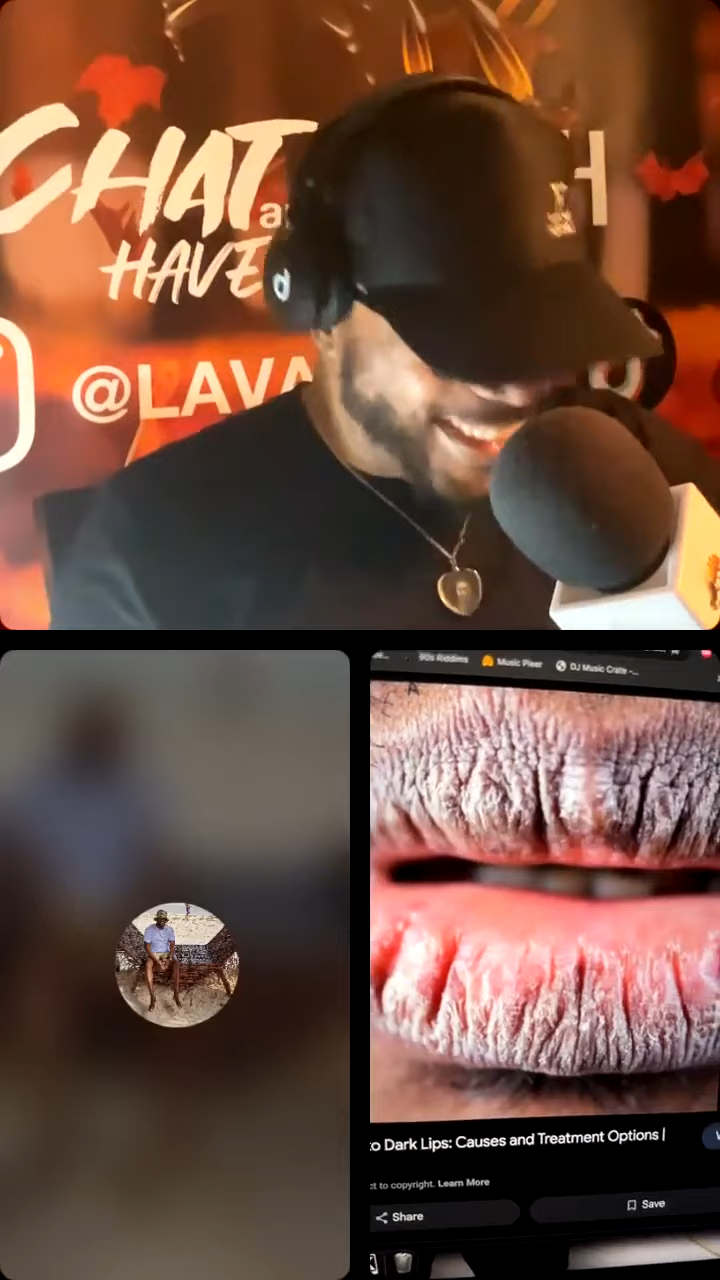 CHAT
HAVE
@LAVA
90s Riddims
Music Pleer
DJ Music Crate -...
to Dark Lips: Causes and Treatment Options |
ct to copyright. Learn More
Share
Save